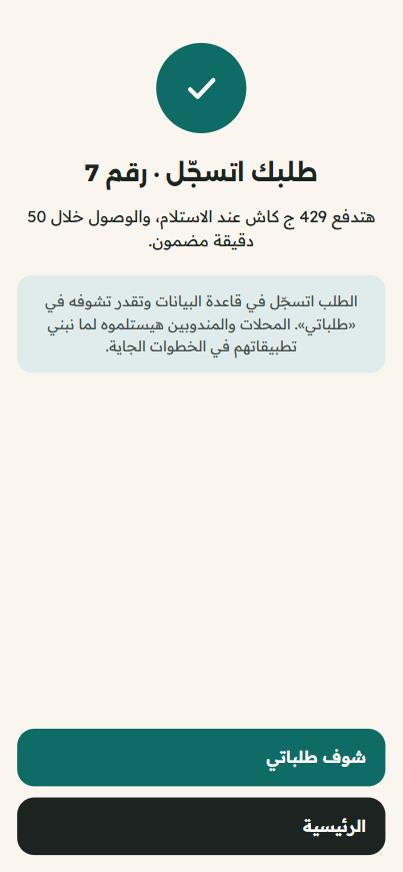 طلبك اتسجّل · رقم 7
هتدفع 429 ج كاش عند الاستلام، والوصول خلال 50
دقيقة مضمون.
الطلب اتسجّل في قاعدة البيانات وتقدر تشوفه في
«طلباتي». المحلات والمندوبين هيستلموه لما نبني
تطبيقاتهم في الخطوات الجاية.
شوف طلباتي
الرئيسية